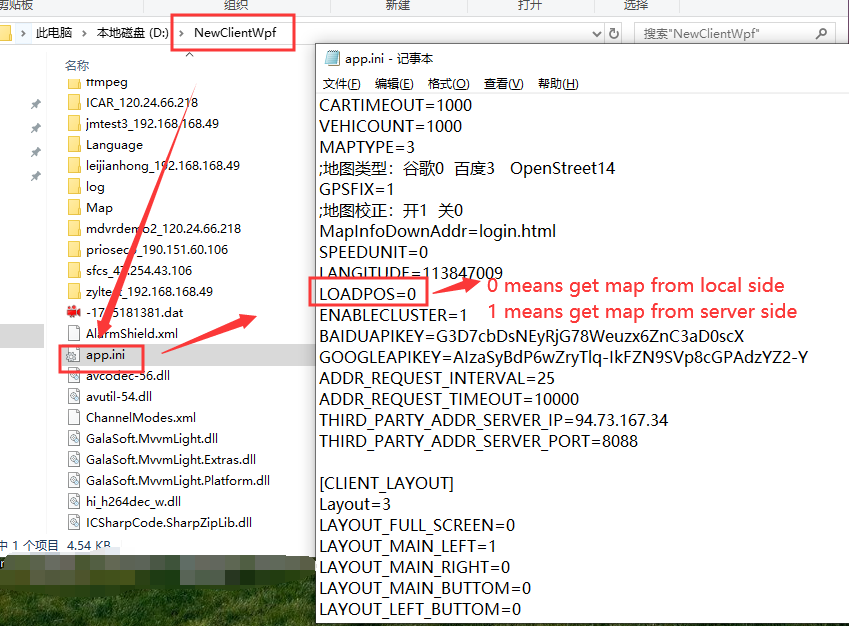 剪贴板
组织
新建
打开
选择
此电脑 › 本地磁盘 (D:) › NewClientWpf
搜索"NewClientWpf"
名称
ffmpeg
ICAR_120.24.66.218
jmtest3_192.168.168.49
Language
leijianhong_192.168.168.49
log
Map
mdvrdemo2_120.24.66.218
_190.151.60.106
.254.43.106
_192.168.168.49
181381.dat
AlarmShield.xml
app.ini
avcodec-56.dll
avutil-54.dll
ChannelModes.xml
GalaSoft.MvvmLight.dll
GalaSoft.MvvmLight.Extras.dll
GalaSoft.MvvmLight.Platform.dll
hi_h264dec_w.dll
ICSharpCode.SharpZipLib.dll
中 1 个项目 4.54 KB
app.ini - 记事本
文件(F) 编辑(E) 格式(O) 查看(V) 帮助(H)
CARTIMEOUT=1000
VEHICOUNT=1000
MAPTYPE=3
;地图类型：谷歌0 百度3 OpenStreet14
GPSFIX=1
;地图校正：开1 关0
MapInfoDownAddr=login.html
SPEEDUNIT=0
LANGITUDE=113847009
LOADPOS=0
0 means get map from local side
1 means get map from server side
ENABLECLUSTER=1
BAIDUAPIKEY=G3D7cbDsNEyRjG78Weuzx6ZnC3aD0scX
GOOGLEAPIKEY=AIzaSyBdP6wZryTlq-IkFZN9SVp8cGPAdzYZ2-Y
ADDR_REQUEST_INTERVAL=25
ADDR_REQUEST_TIMEOUT=10000
THIRD_PARTY_ADDR_SERVER_IP=94.73.167.34
THIRD_PARTY_ADDR_SERVER_PORT=8088
[CLIENT_LAYOUT]
Layout=3
LAYOUT_FULL_SCREEN=0
LAYOUT_MAIN_LEFT=1
LAYOUT_MAIN_RIGHT=0
LAYOUT_MAIN_BUTTOM=0
LAYOUT_LEFT_BUTTOM=0